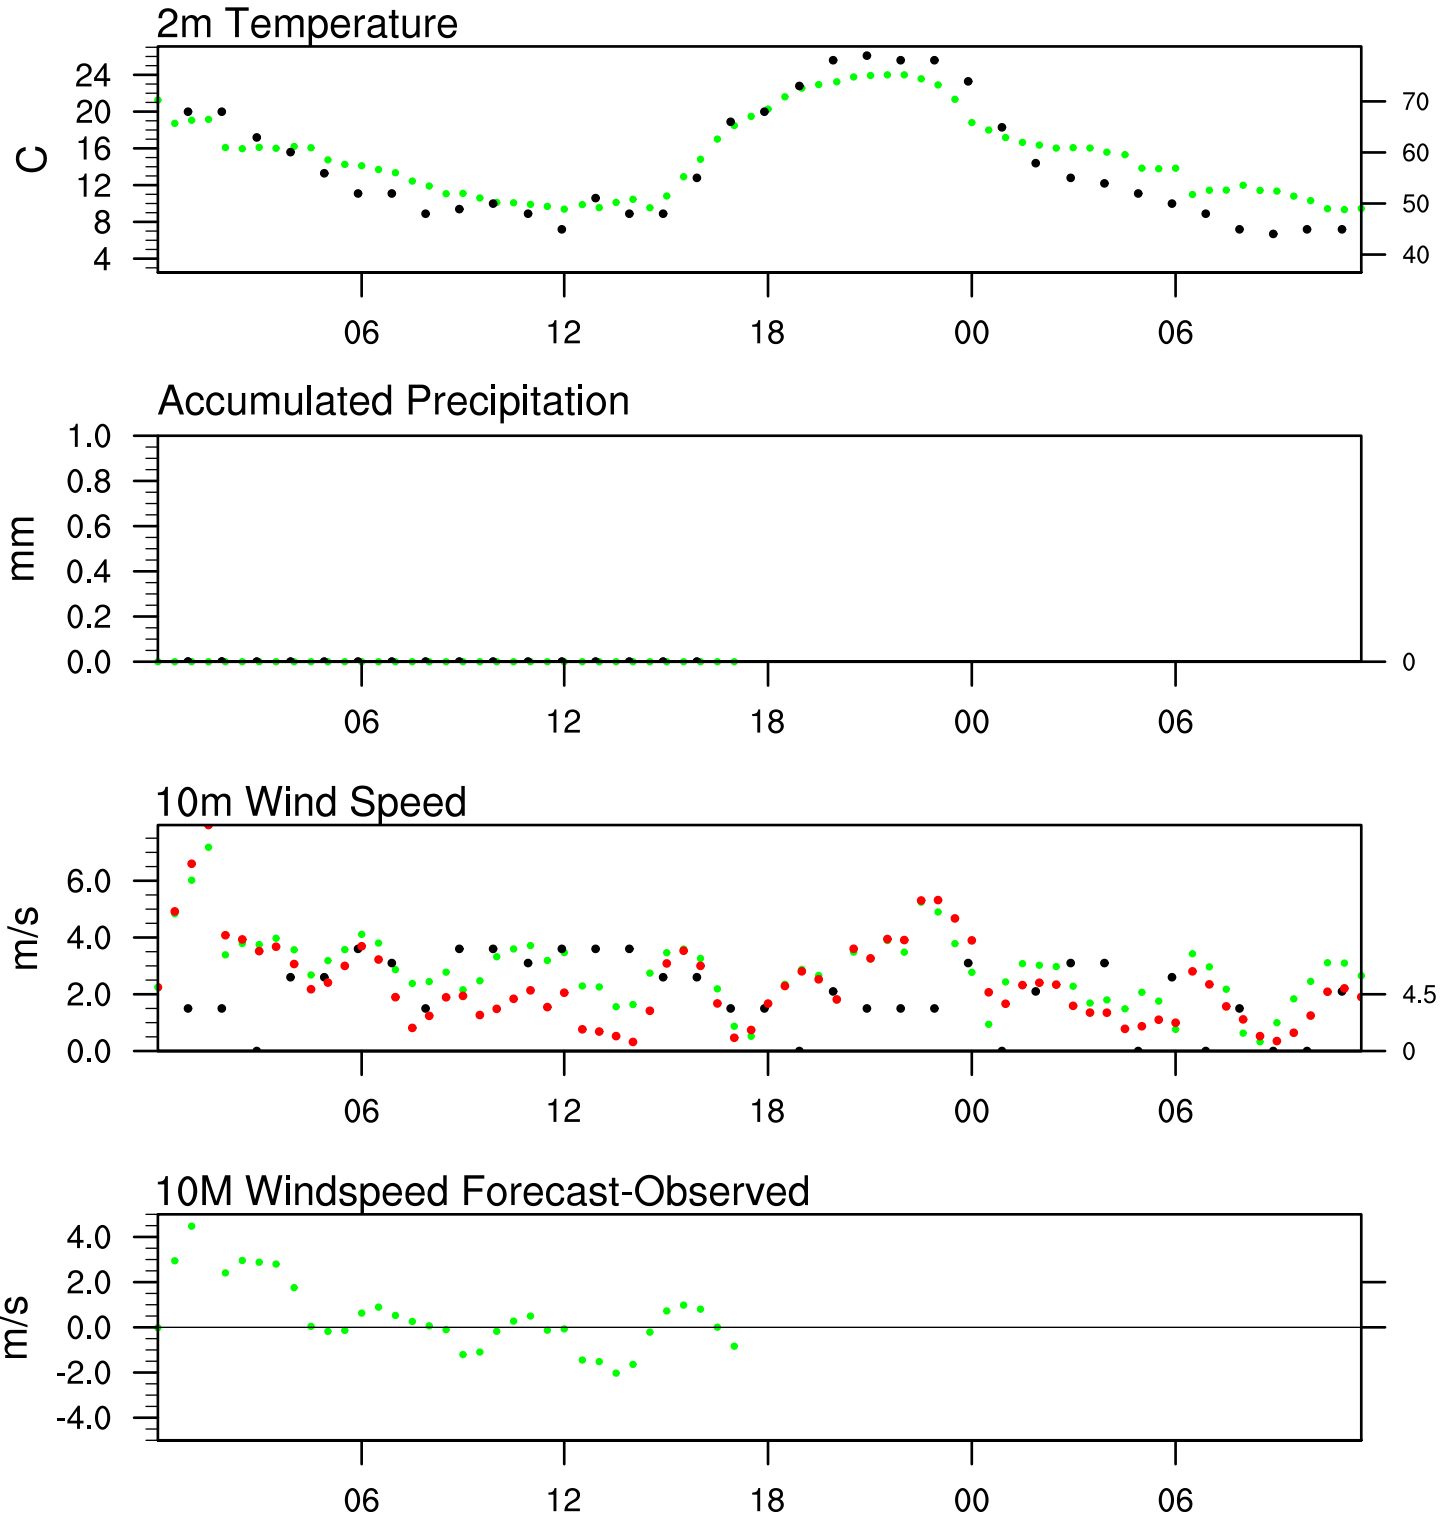 2m Temperature
24
20
16
12
8
4
C
70
60
50
40
06 12 18 00 06
Accumulated Precipitation
1.0
0.8
0.6
0.4
0.2
0.0
mm
0
06 12 18 00 06
10m Wind Speed
6.0
4.0
2.0
0.0
m/s
4.5
0
06 12 18 00 06
10M Windspeed Forecast-Observed
4.0
2.0
0.0
-2.0
-4.0
m/s
06 12 18 00 06